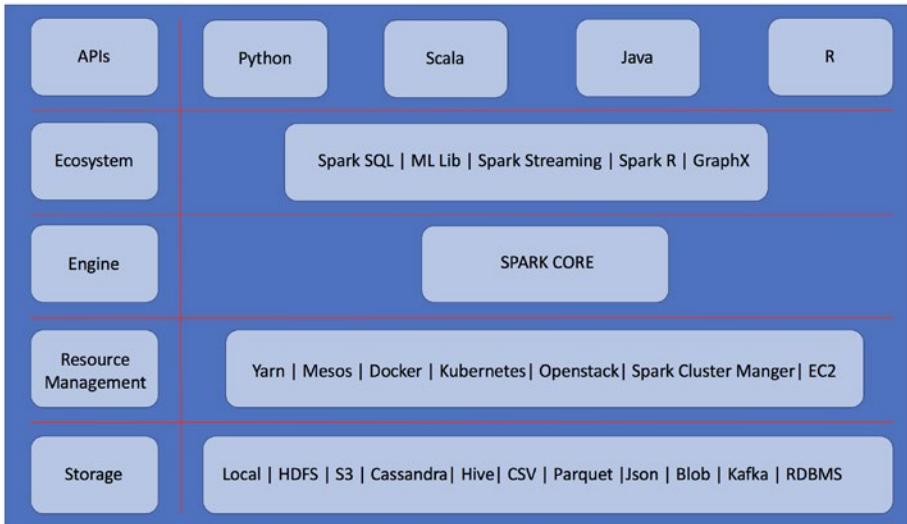 APIs
Python
Scala
Java
R
Ecosystem
Spark SQL | ML Lib | Spark Streaming | Spark R | GraphX
Engine
SPARK CORE
Resource
Management
Yarn | Mesos | Docker | Kubernetes| Openstack| Spark Cluster Manger| EC2
Storage
Local | HDFS | S3 | Cassandra| Hive| CSV | Parquet |Json | Blob | Kafka | RDBMS